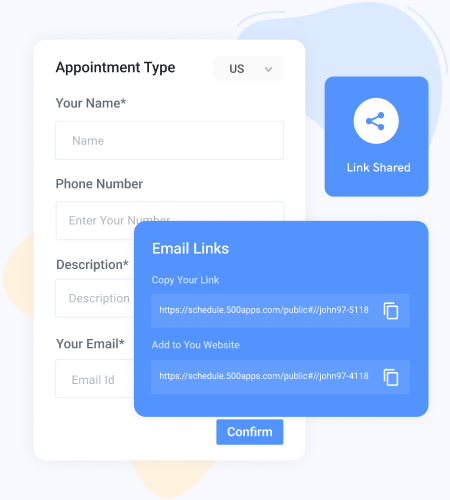 Appointment Type
US
Your Name*
Name
Phone Number
Enter Your Number
Description*
Description
Your Email*
Email Id
Confirm
Link Shared
Email Links
Copy Your Link
https://schedule.500apps.com/public#//john97-5118
Add to You Website
https://schedule.500apps.com/public#//john97-4118